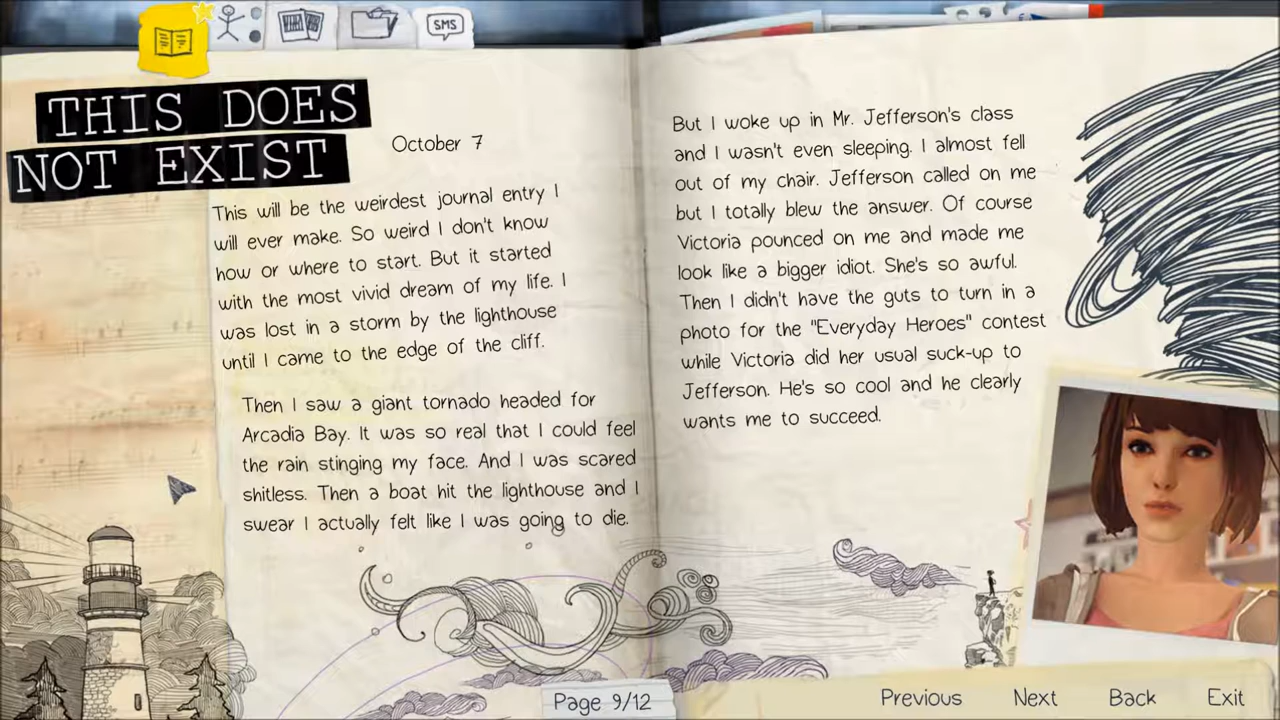 SMS
THIS DOES
NOT EXIST
October 7
This will be the weirdest journal entry I
will ever make. So weird I don't know
how or where to start. But it started
with the most vivid dream of my life. I
was lost in a storm by the lighthouse
until I came to the edge of the cliff.
Then I saw a giant tornado headed for
Arcadia Bay. It was so real that I could feel
the rain stinging my face. And I was scared
shitless. Then a boat hit the lighthouse and I
swear I actually felt like I was going to die.
But I woke up in Mr. Jefferson's class
and I wasn't even sleeping. I almost fell
out of my chair. Jefferson called on me
but I totally blew the answer. Of course
Victoria pounced on me and made me
look like a bigger idiot. She's so awful.
Then I didn't have the guts to turn in a
photo for the "Everyday Heroes" contest
while Victoria did her usual suck-up to
Jefferson. He's so cool and he clearly
wants me to succeed.
Page 9/12
Previous Next Back Exit